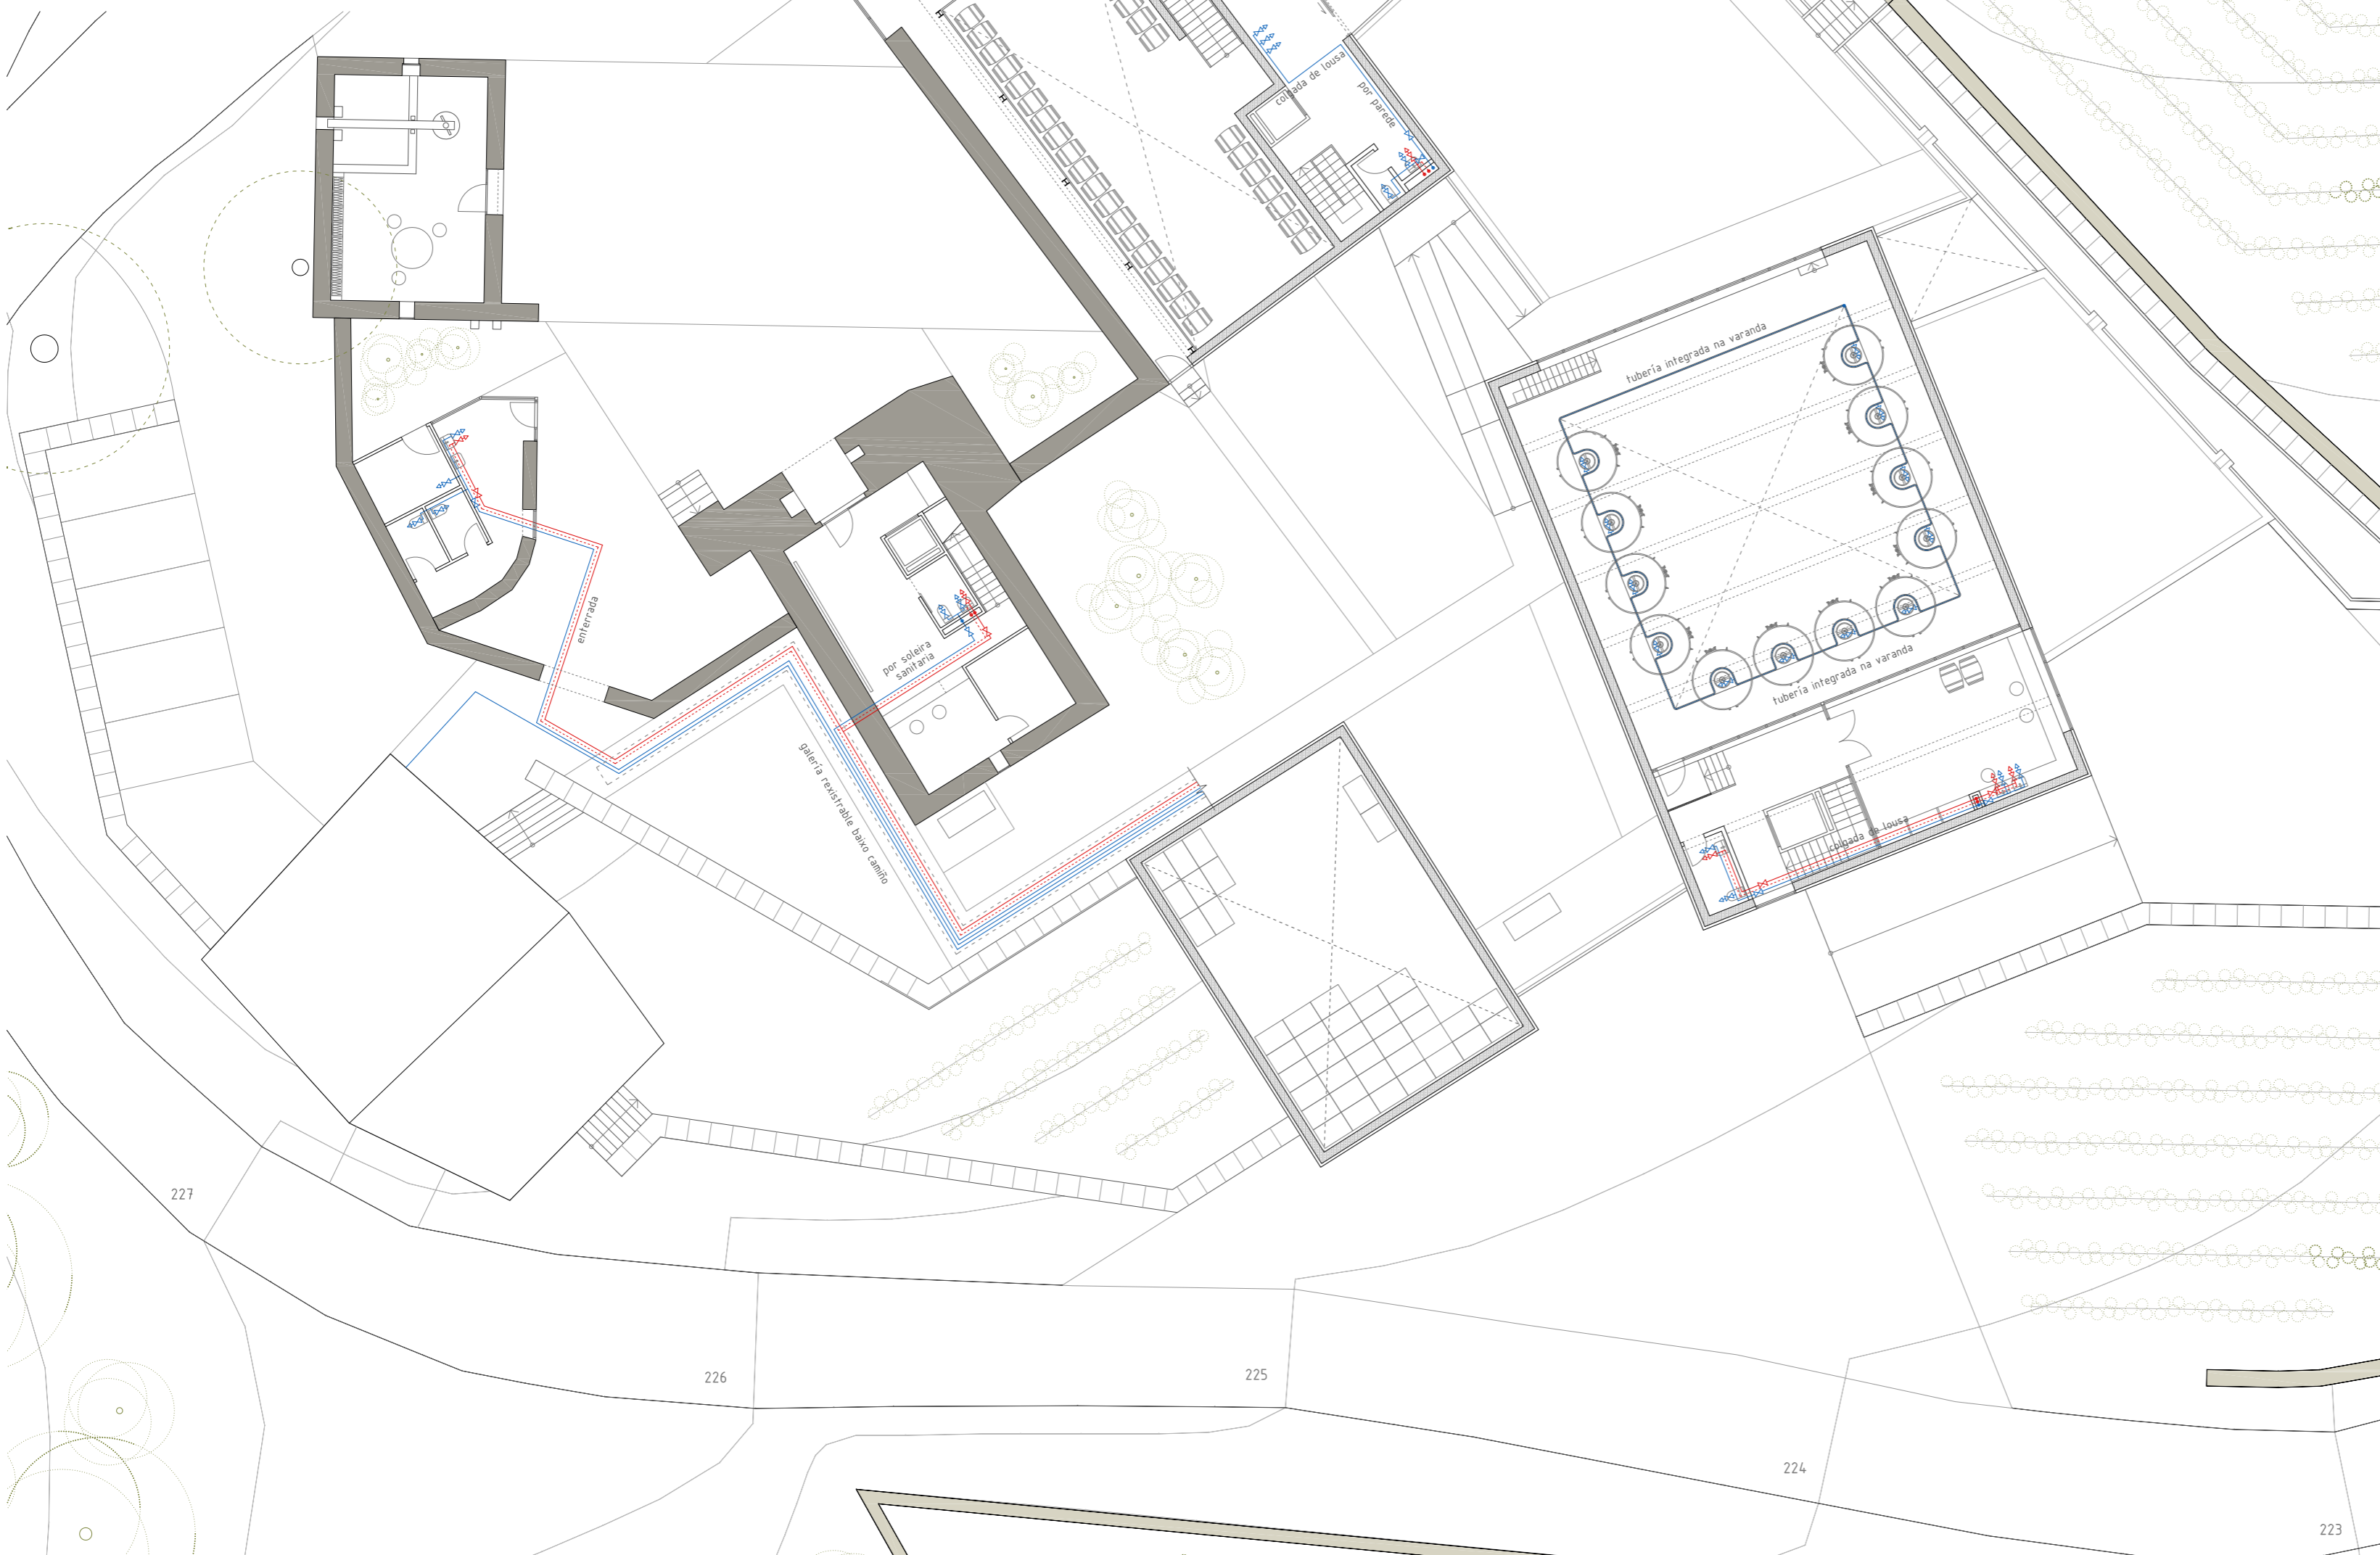 colgada de lousa
por parede
tubería integrada na varanda
enterrada
por soleira
sanitaria
tubería integrada na varanda
galería rexistrable baixo camiño
colgada de lousa
227
226
225
224
223